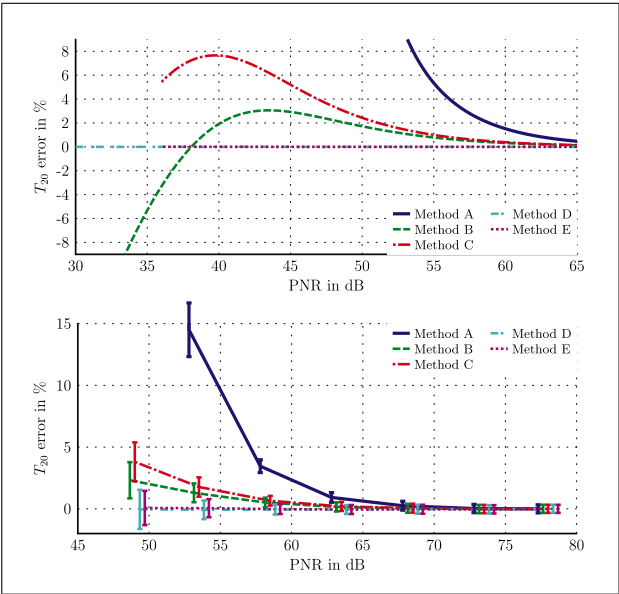 8
6
4
2
0
-2
-4
-6
-8
T20 error in %
30 35 40 45 50 55 60 65
PNR in dB
Method A Method D
Method B Method E
Method C
15
10
5
0
T20 error in %
45 50 55 60 65 70 75 80
PNR in dB
Method A Method D
Method B Method E
Method C